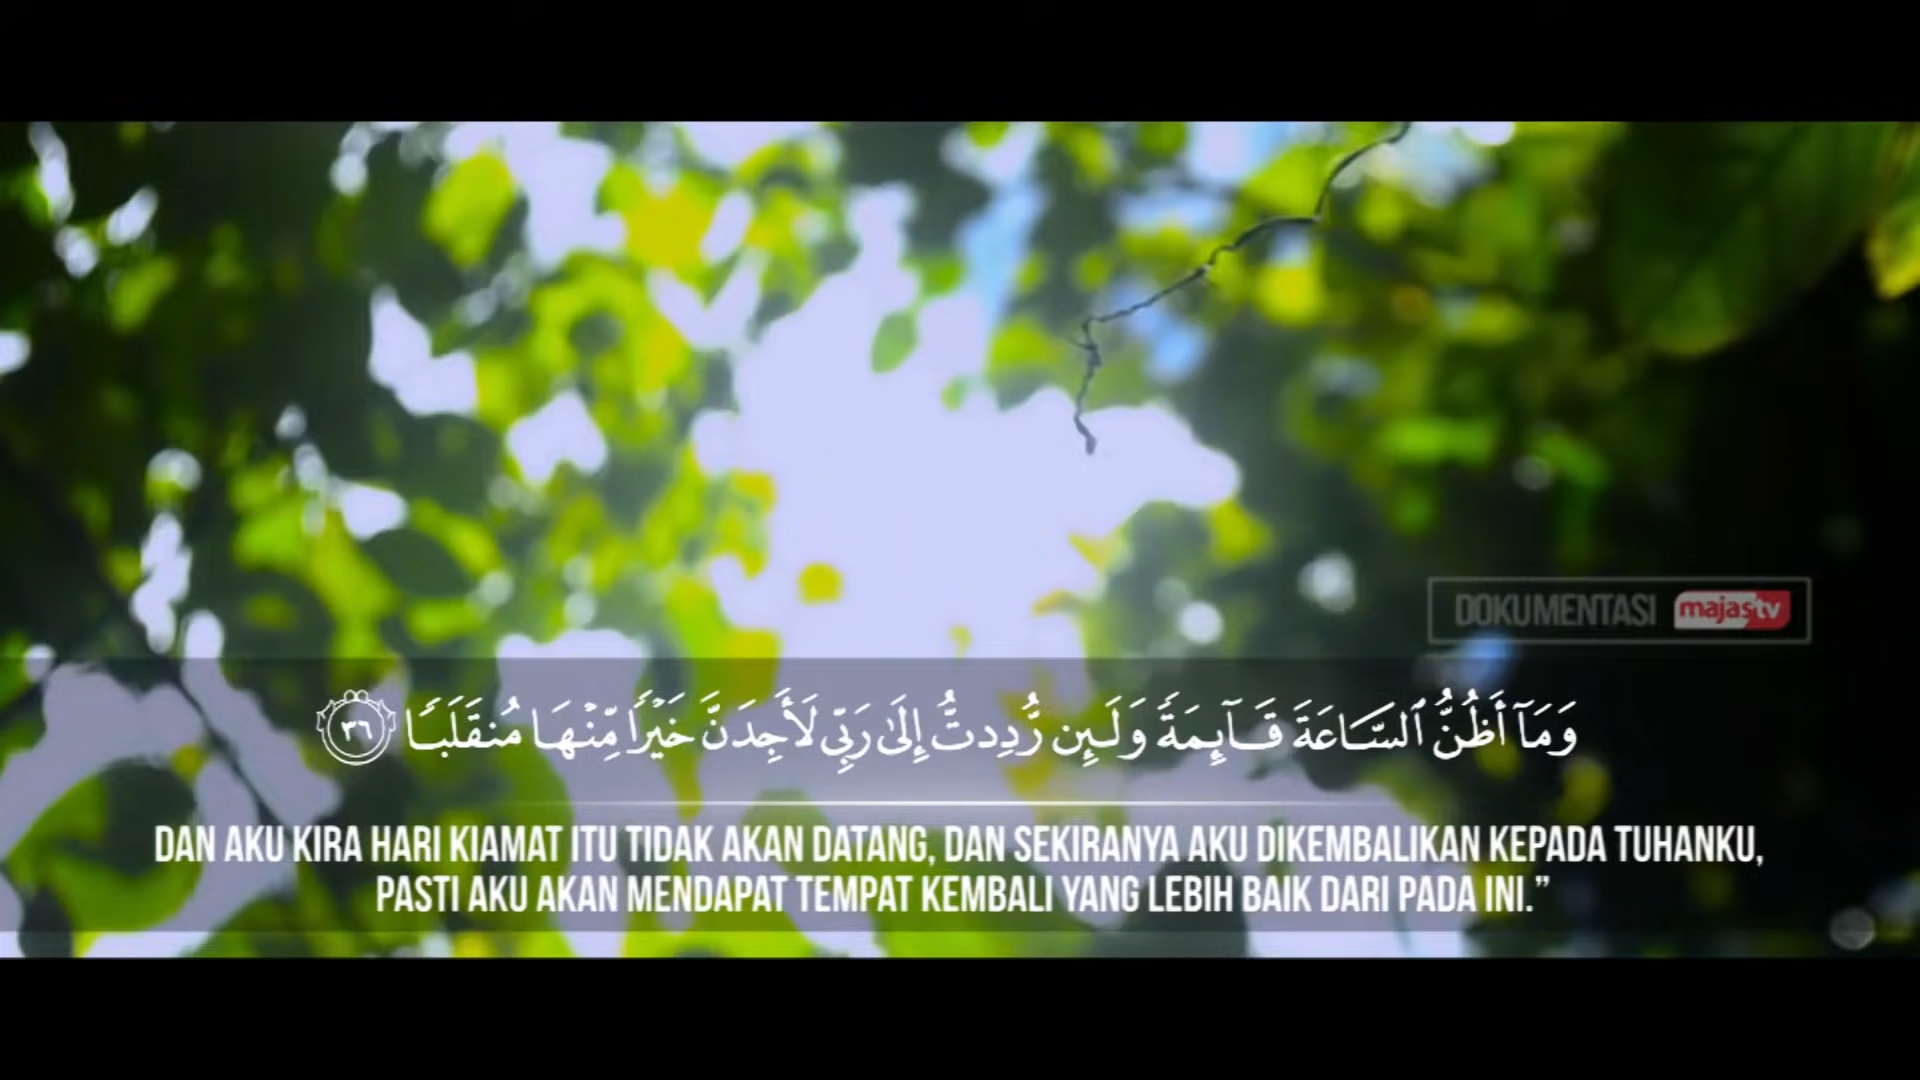 DOKUMENTASI majastv
وَمَآ أَظُنُّ ٱلسَّاعَةَ قَآئِمَةً وَلَئِن رُّدِدتُّ إِلَىٰ رَبِّى لَأَجِدَنَّ خَيْرًا مِّنْهَا مُنقَلَبًا ٣٦
DAN AKU KIRA HARI KIAMAT ITU TIDAK AKAN DATANG, DAN SEKIRANYA AKU DIKEMBALIKAN KEPADA TUHANKU,
PASTI AKU AKAN MENDAPAT TEMPAT KEMBALI YANG LEBIH BAIK DARI PADA INI.”